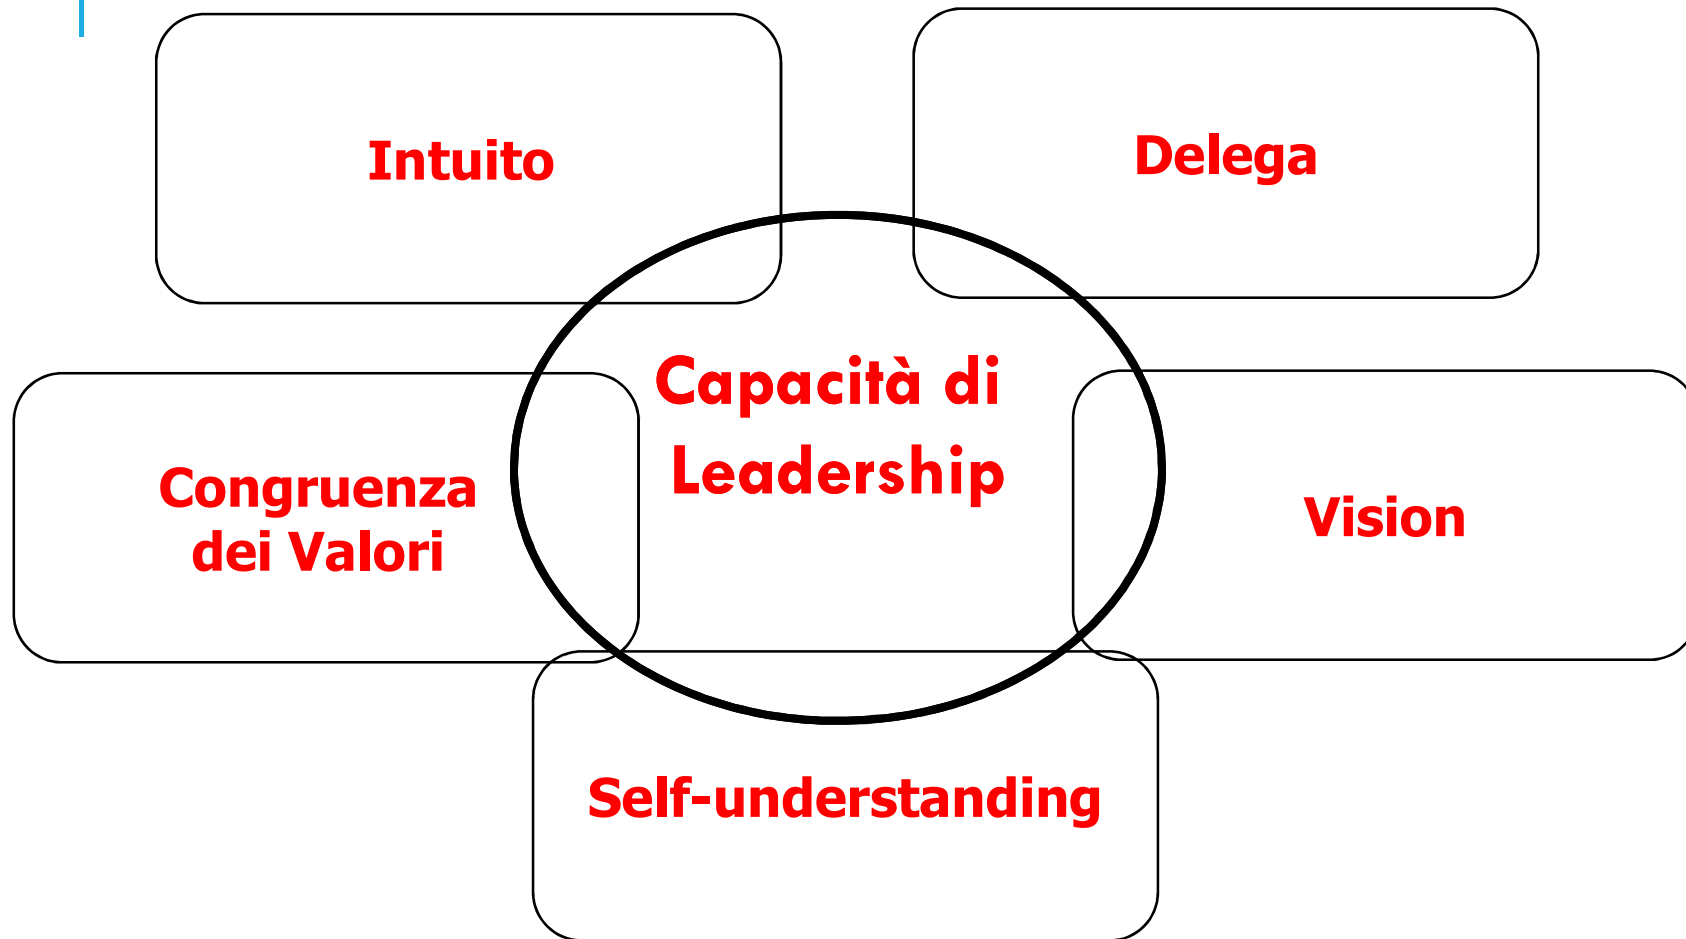 Intuito
Delega
Capacità di
Leadership
Congruenza
dei Valori
Vision
Self-understanding